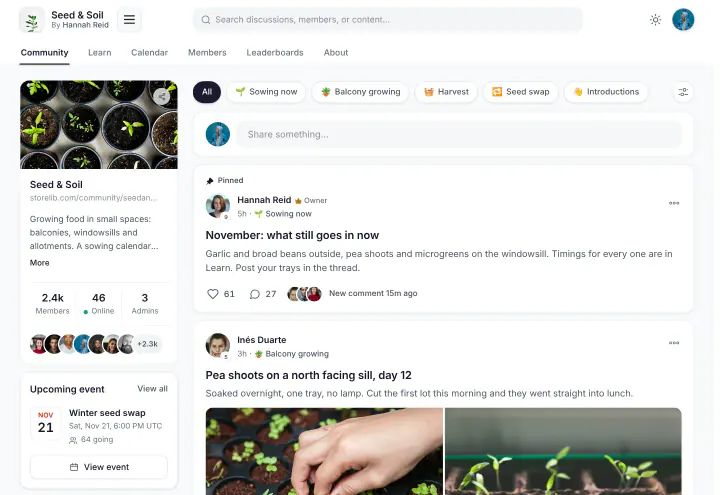 Seed & Soil
By Hannah Reid
Search discussions, members, or content...
Community
Learn
Calendar
Members
Leaderboards
About
All
Sowing now
Balcony growing
Harvest
Seed swap
Introductions
Share something...
Seed & Soil
storelib.com/community/seedan...
Growing food in small spaces:
balconies, windowsills and
allotments. A sowing calendar...
More
2.4k
Members
46
Online
3
Admins
+2.3k
Upcoming event
View all
NOV
21
Winter seed swap
Sat, Nov 21, 6:00 PM UTC
64 going
View event
Pinned
Hannah Reid
Owner
9
5h · Sowing now
November: what still goes in now
Garlic and broad beans outside, pea shoots and microgreens on the windowsill. Timings for every one are in
Learn. Post your trays in the thread.
61
27
New comment 15m ago
Inés Duarte
5
3h · Balcony growing
Pea shoots on a north facing sill, day 12
Soaked overnight, one tray, no lamp. Cut the first lot this morning and they went straight into lunch.